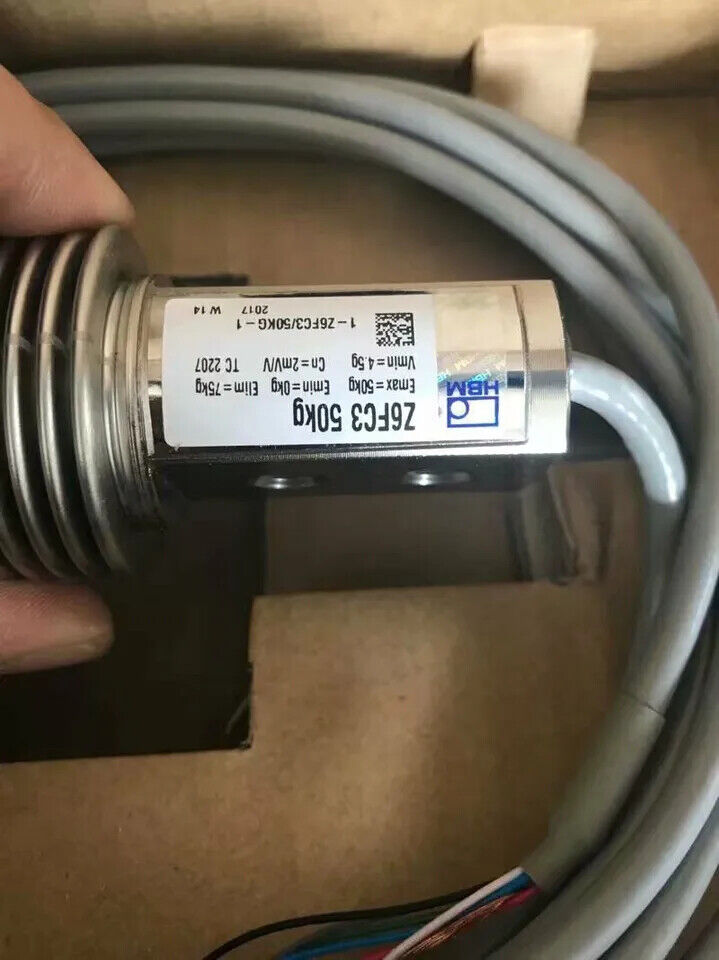 HBM
Z6FC3 50kg
Emax=50kg Emin=0kg Elim=75kg
Vmin=4.5g Cn=2mV/V TC 2207
1-Z6FC3/50KG-1
2017 W14